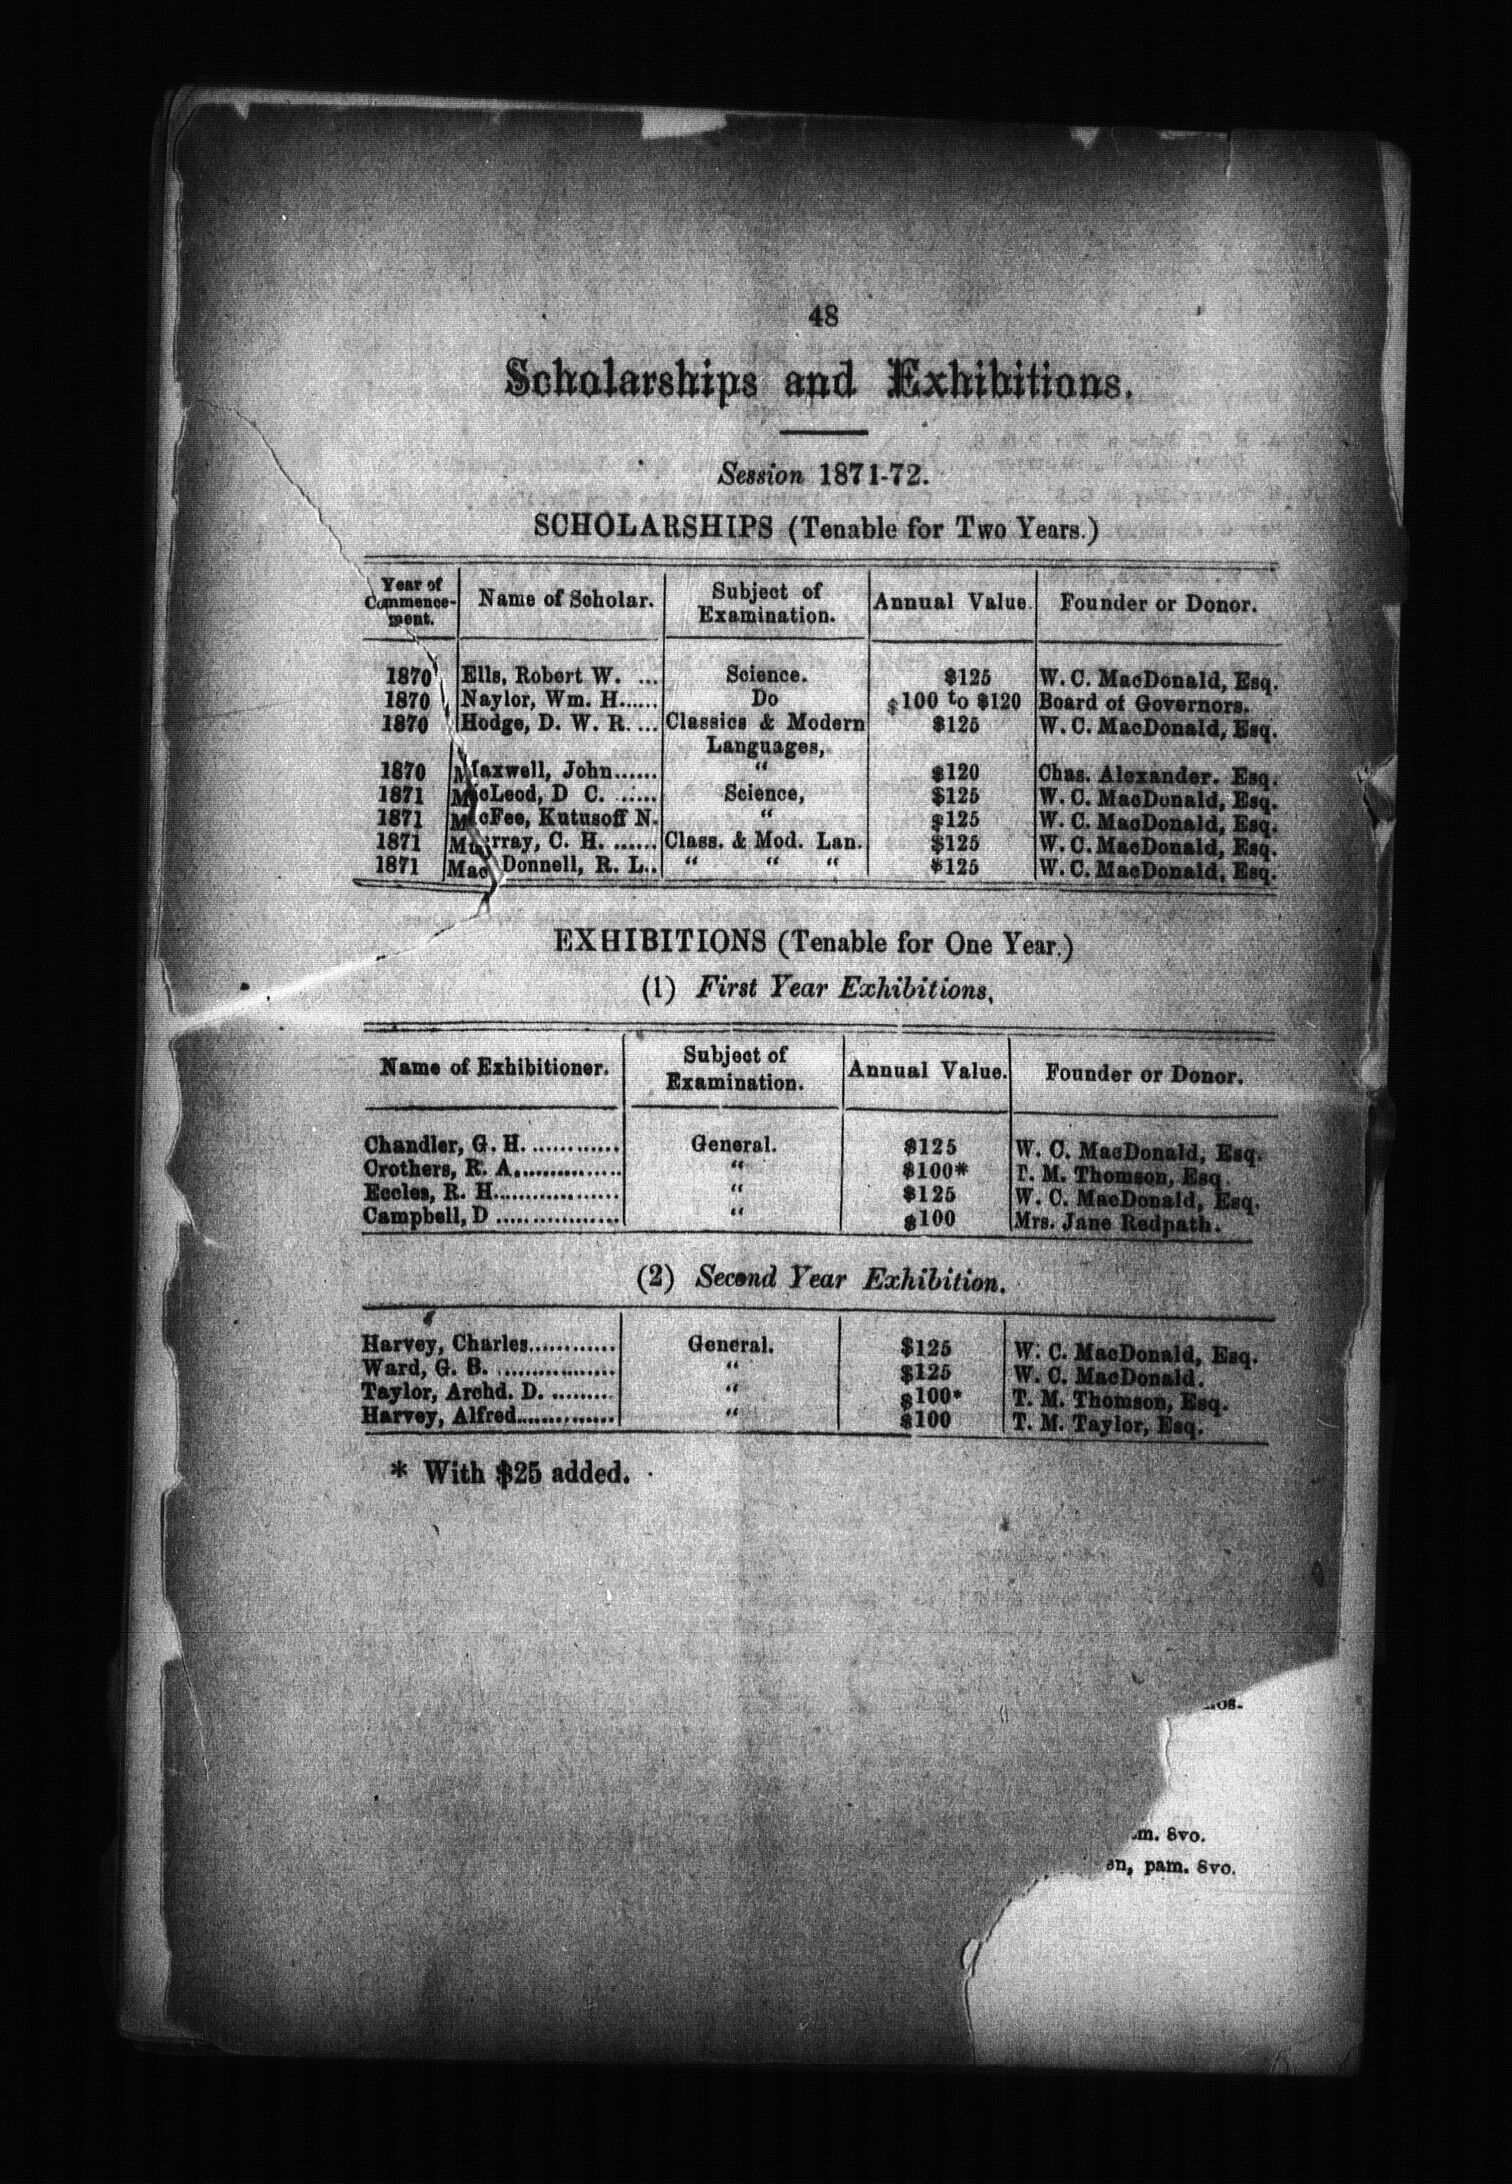 48
Scholarships and Exhibitions.
Session 1871-72.
SCHOLARSHIPS (Tenable for Two Years.)
Year of Commence-ment. Name of Scholar. Subject of Examination. Annual Value. Founder or Donor.
1870 Ells, Robert W. ... Science. $125 W. C. MacDonald, Esq.
1870 Naylor, Wm. H...... Do $100 to $120 Board of Governors.
1870 Hodge, D. W. R. ... Classics & Modern $125 W. C. MacDonald, Esq.
Languages,
1870 Maxwell, John...... “ $120 Chas. Alexander. Esq.
1871 MacLeod, D C. ...... Science, $125 W. C. MacDonald, Esq.
1871 McFee, Kutusoff N. “ $125 W. C. MacDonald, Esq.
1871 Murray, C. H. ...... Class. & Mod. Lan. $125 W. C. MacDonald, Esq.
1871 MacDonnell, R. L.. “ “ “ $125 W. C. MacDonald, Esq.
EXHIBITIONS (Tenable for One Year.)
(1) First Year Exhibitions,
Name of Exhibitioner. Subject of Examination. Annual Value. Founder or Donor.
Chandler, G. H. ............ General. $125 W. C. MacDonald, Esq.
Crothers, R. A............... “ $100* T. M. Thomson, Esq.
Eccles, R. H.................. “ $125 W. C. MacDonald, Esq.
Campbell, D ................. “ $100 Mrs. Jane Redpath.
(2) Second Year Exhibition.
Harvey, Charles............ General. $125 W. C. MacDonald, Esq.
Ward, G. B. ................ “ $125 W. C. MacDonald.
Taylor, Archd. D. ......... “ $100* T. M. Thomson, Esq.
Harvey, Alfred............. “ $100 T. M. Taylor, Esq.
* With $25 added.
m. 8vo.
en, pam. 8vo.